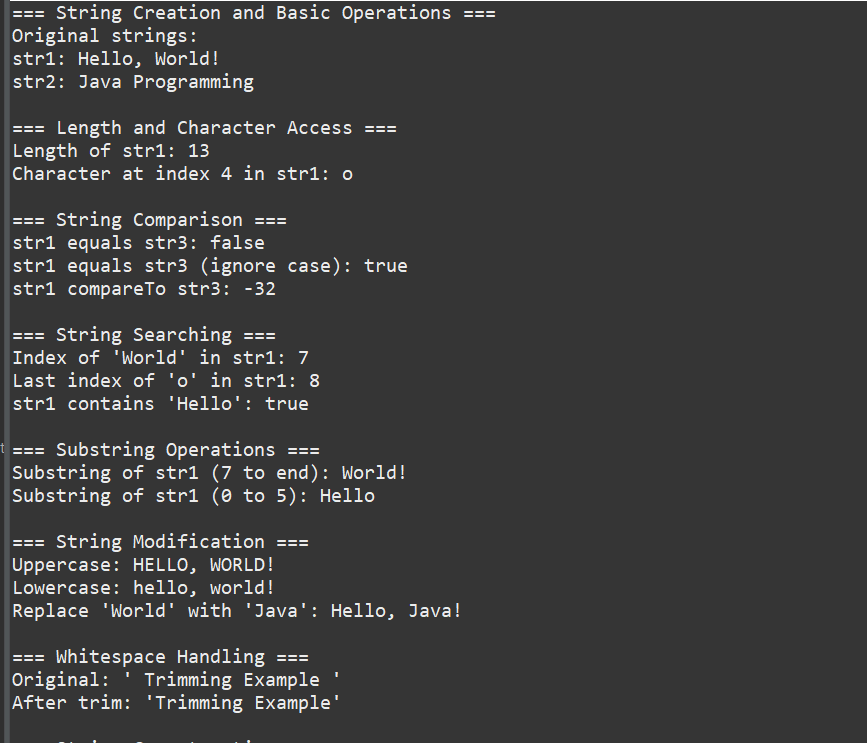 === String Creation and Basic Operations ===
Original strings:
str1: Hello, World!
str2: Java Programming
=== Length and Character Access ===
Length of str1: 13
Character at index 4 in str1: o
=== String Comparison ===
str1 equals str3: false
str1 equals str3 (ignore case): true
str1 compareTo str3: -32
=== String Searching ===
Index of 'World' in str1: 7
Last index of 'o' in str1: 8
str1 contains 'Hello': true
=== Substring Operations ===
Substring of str1 (7 to end): World!
Substring of str1 (0 to 5): Hello
=== String Modification ===
Uppercase: HELLO, WORLD!
Lowercase: hello, world!
Replace 'World' with 'Java': Hello, Java!
=== Whitespace Handling ===
Original: ' Trimming Example '
After trim: 'Trimming Example'